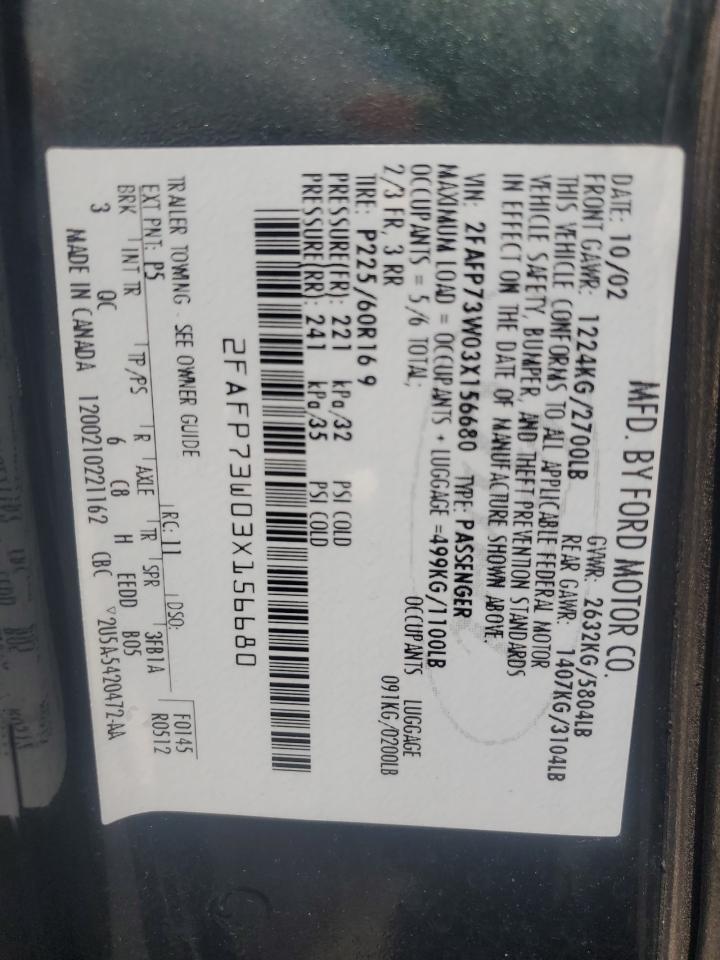 MFD. BY FORD MOTOR CO.
DATE: 10/02 GVWR: 2632KG/5804LB
FRONT GAWR: 1224KG/2700LB REAR GAWR: 1407KG/3104LB
THIS VEHICLE CONFORMS TO ALL APPLICABLE FEDERAL MOTOR
VEHICLE SAFETY, BUMPER, AND THEFT PREVENTION STANDARDS
IN EFFECT ON THE DATE OF MANUFACTURE SHOWN ABOVE.
VIN: 2FAFP73W03X156680 TYPE: PASSENGER
MAXIMUM LOAD = OCCUPANTS + LUGGAGE =499KG/1100LB
OCCUPANTS = 5/6 TOTAL; OCCUPANTS LUGGAGE
2/3 FR, 3 RR 091KG/0200LB
TIRE: P225/60R16 9
PRESSURE(FR): 221 kPa/32 PSI COLD
PRESSURE(RR): 241 kPa/35 PSI COLD
2FAFP73W03X156680
TRAILER TOWING - SEE OWNER GUIDE
EXT PNT: P5 RC: 11 DSO: F0145
BRK INT TR TP/PS R AXLE TR SPR 3FB1A R0512
3 QC 6 C8 H EEDD B05
MADE IN CANADA 1200210221162 CBC ▽2U5A-5420472-AA